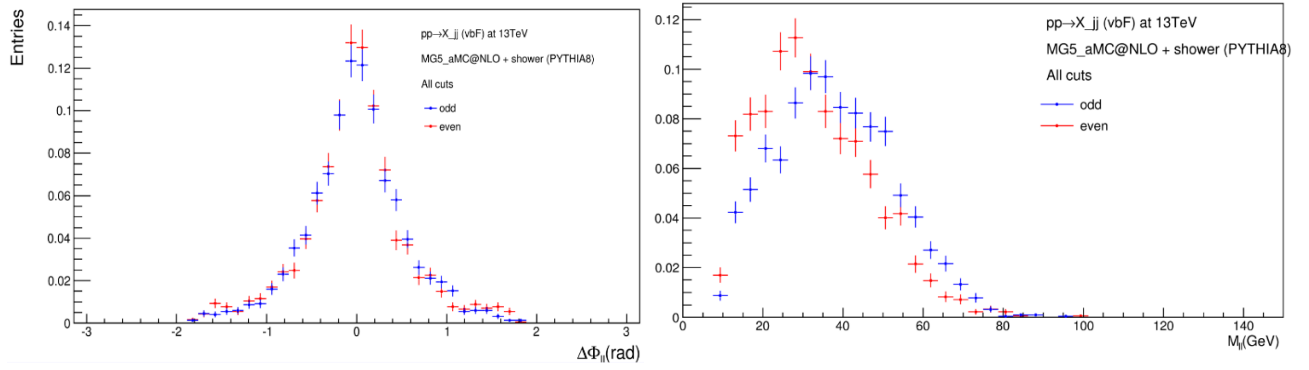 Entries
0.14
0.12
0.1
0.08
0.06
0.04
0.02
0
pp→X_jj (vbF) at 13TeV
MG5_aMC@NLO + shower (PYTHIA8)
All cuts
odd
even
-3 -2 -1 0 1 2 3
ΔΦll(rad)
0.12
0.1
0.08
0.06
0.04
0.02
0
pp→X_jj (vbF) at 13TeV
MG5_aMC@NLO + shower (PYTHIA8)
All cuts
odd
even
0 20 40 60 80 100 120 140
Mll(GeV)